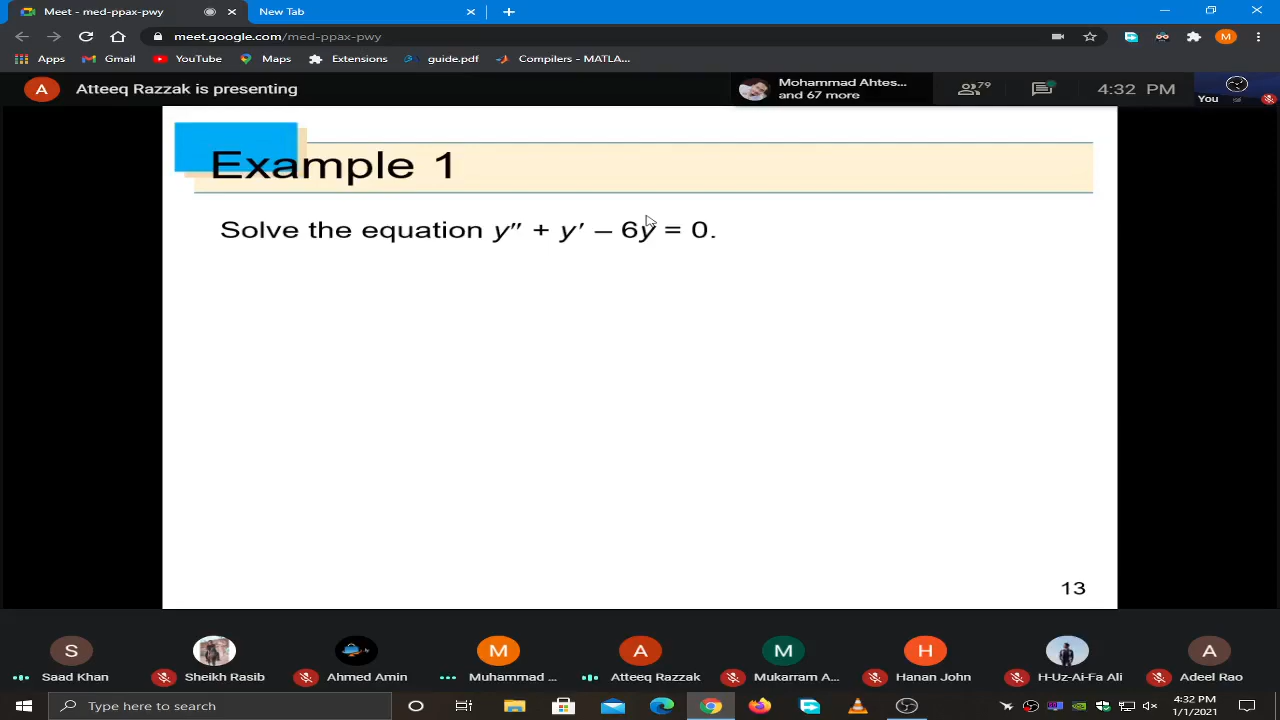 Meet - med-ppax-pwy
New Tab
meet.google.com/med-ppax-pwy
M
Apps
Gmail
YouTube
Maps
Extensions
guide.pdf
Compilers - MATLA...
A
Atteeq Razzak is presenting
Mohammad Ahtes...
and 67 more
79
4:32 PM
You
Example 1
Solve the equation y″ + y′ – 6y = 0.
13
S
M
A
M
H
A
Saad Khan
Sheikh Rasib
Ahmed Amin
Muhammad ...
Atteeq Razzak
Mukarram A...
Hanan John
H-Uz-Ai-Fa Ali
Adeel Rao
Type here to search
4:32 PM
1/1/2021